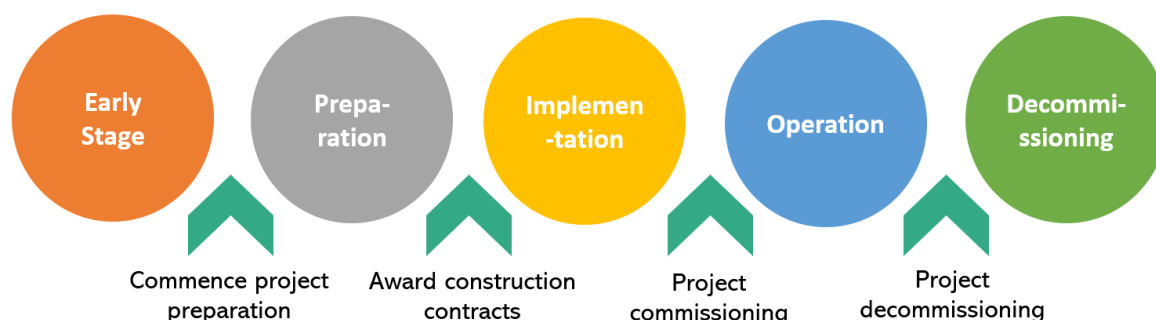 Early
Stage
Prepa-
ration
Implemen
-tation
Operation
Decommi-
ssioning
Commence project
preparation
Award construction
contracts
Project
commissioning
Project
decommissioning